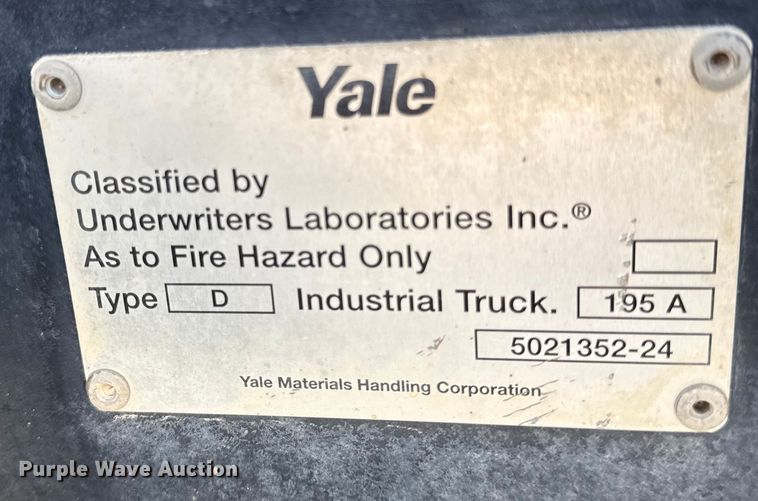 Yale
Classified by
Underwriters Laboratories Inc.®
As to Fire Hazard Only
Type D Industrial Truck. 195 A
5021352-24
Yale Materials Handling Corporation
Purple Wave Auction